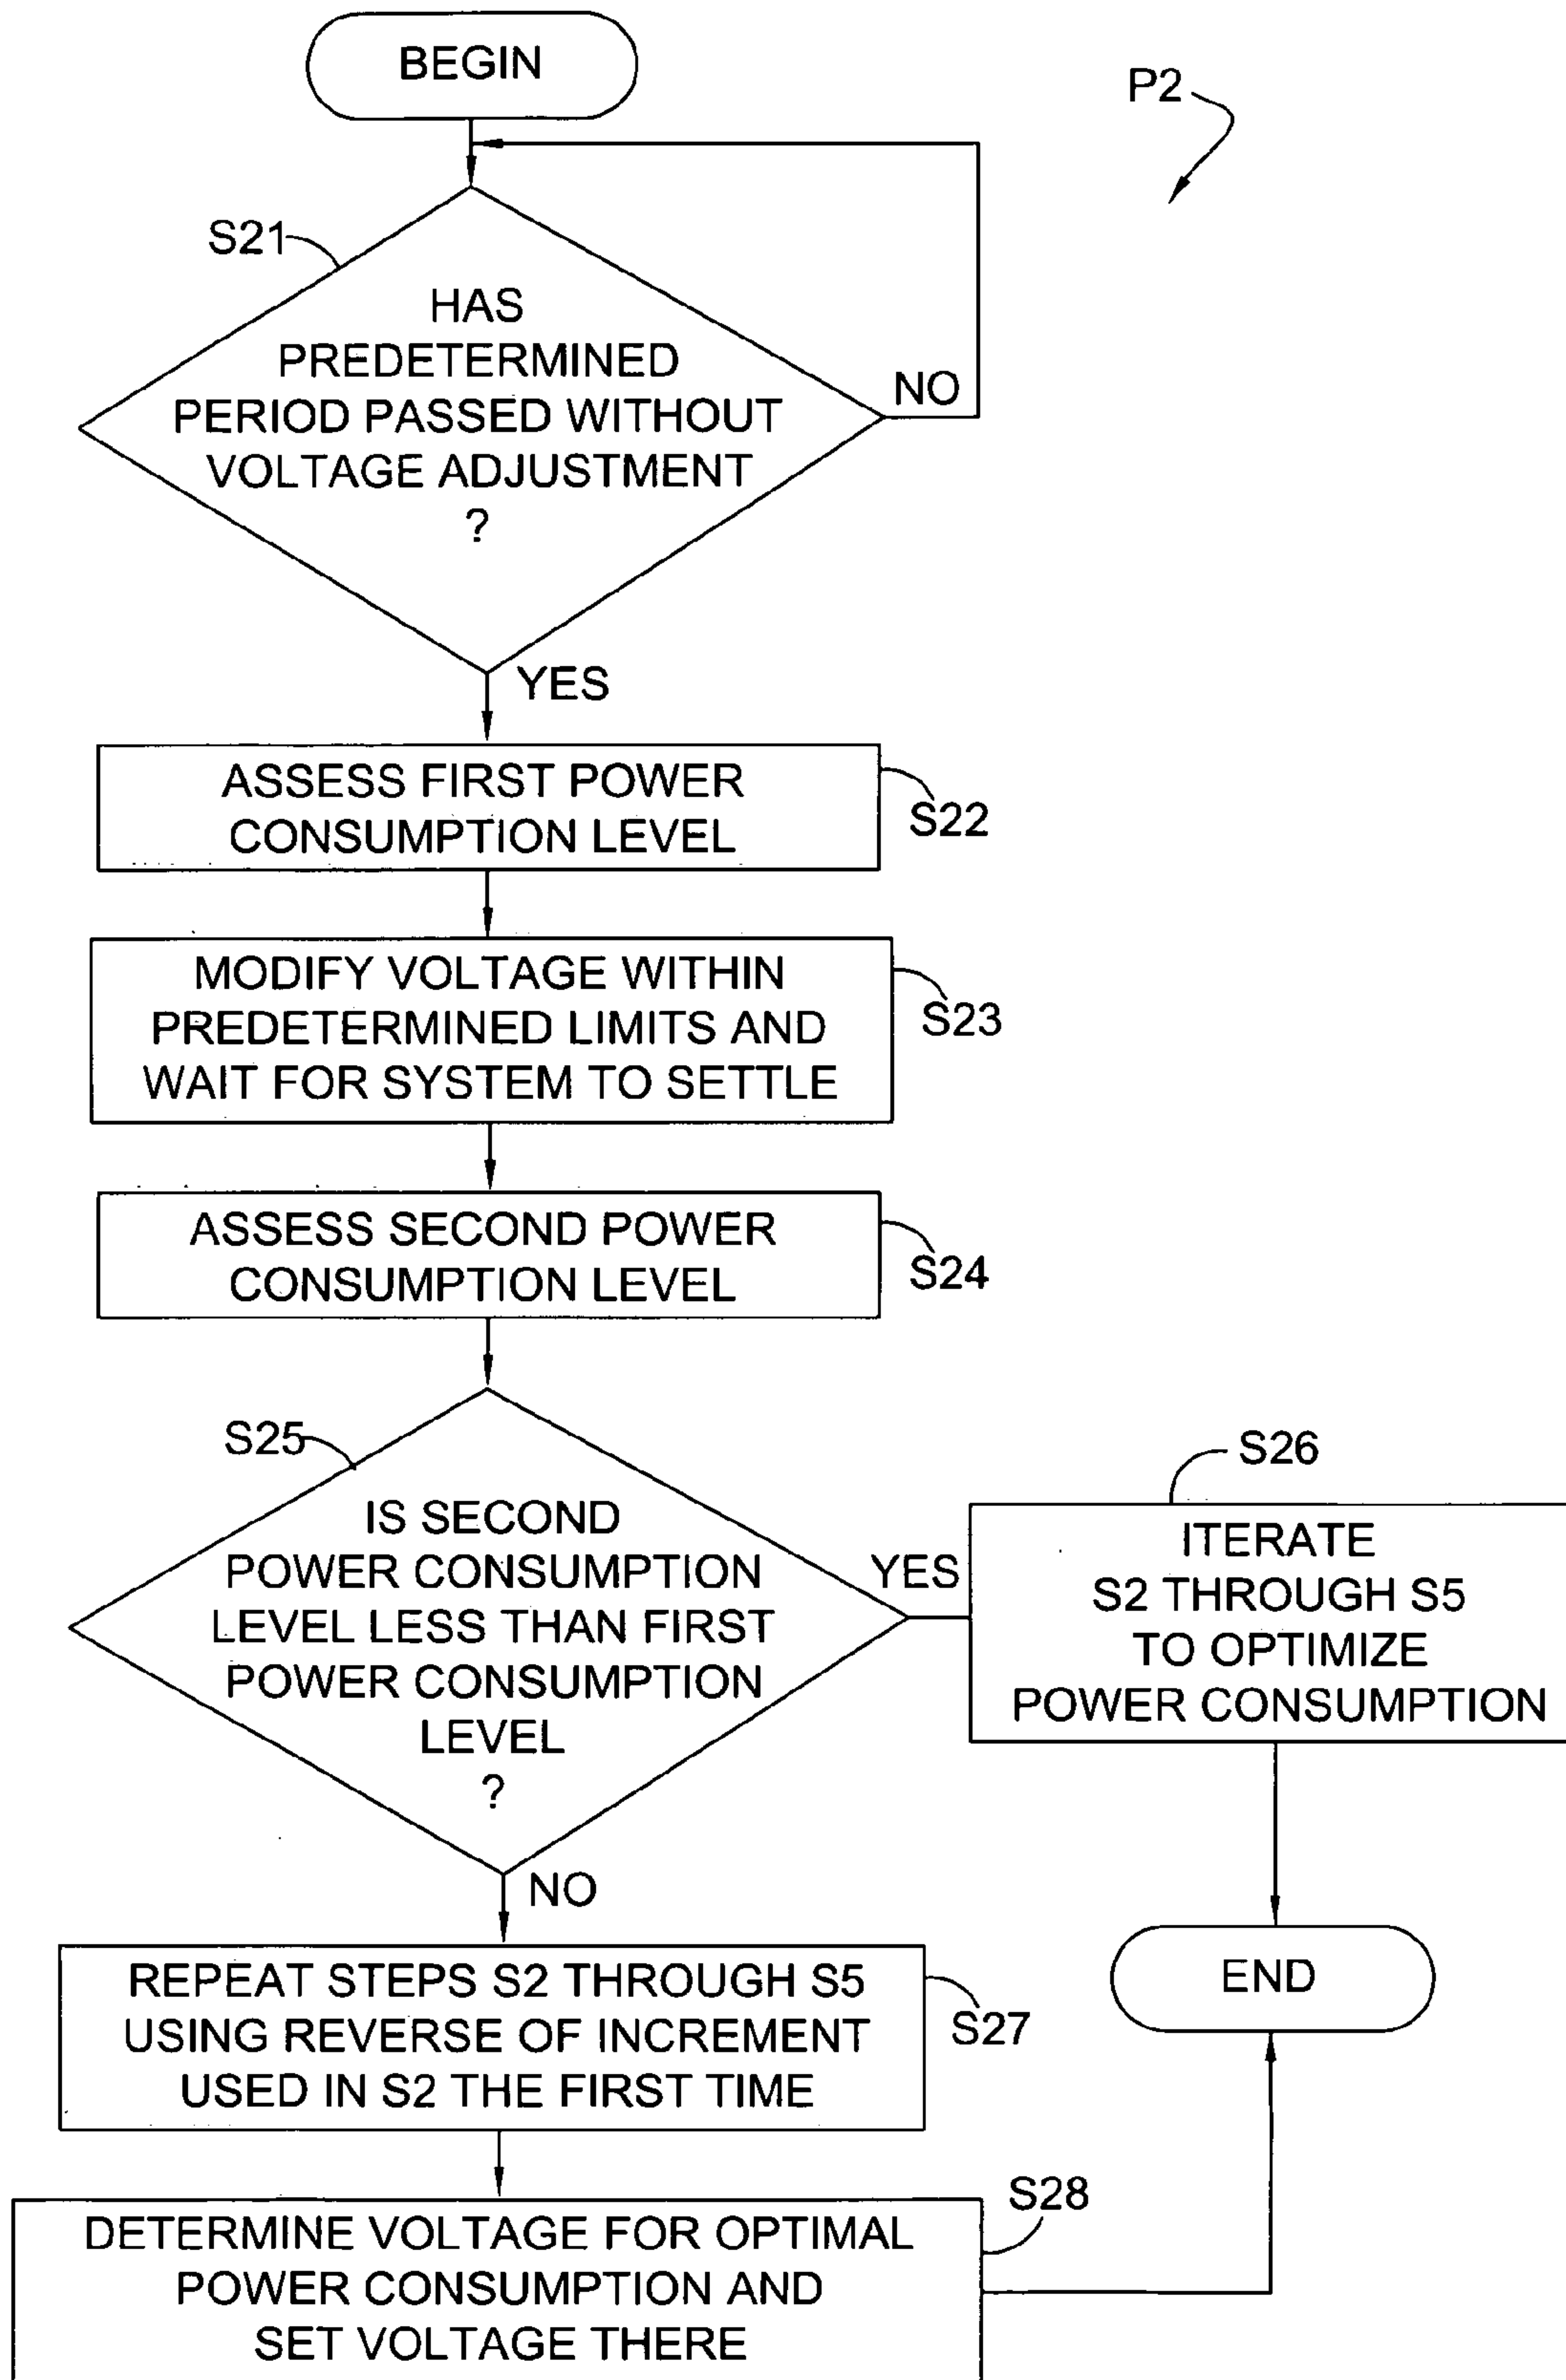 BEGIN
P2
S21
HAS
PREDETERMINED
PERIOD PASSED WITHOUT
VOLTAGE ADJUSTMENT
?
NO
YES
ASSESS FIRST POWER
CONSUMPTION LEVEL
S22
MODIFY VOLTAGE WITHIN
PREDETERMINED LIMITS AND
WAIT FOR SYSTEM TO SETTLE
S23
ASSESS SECOND POWER
CONSUMPTION LEVEL
S24
S25
IS SECOND
POWER CONSUMPTION
LEVEL LESS THAN FIRST
POWER CONSUMPTION
LEVEL
?
YES
S26
ITERATE
S2 THROUGH S5
TO OPTIMIZE
POWER CONSUMPTION
NO
END
REPEAT STEPS S2 THROUGH S5
USING REVERSE OF INCREMENT
USED IN S2 THE FIRST TIME
S27
S28
DETERMINE VOLTAGE FOR OPTIMAL
POWER CONSUMPTION AND
SET VOLTAGE THERE